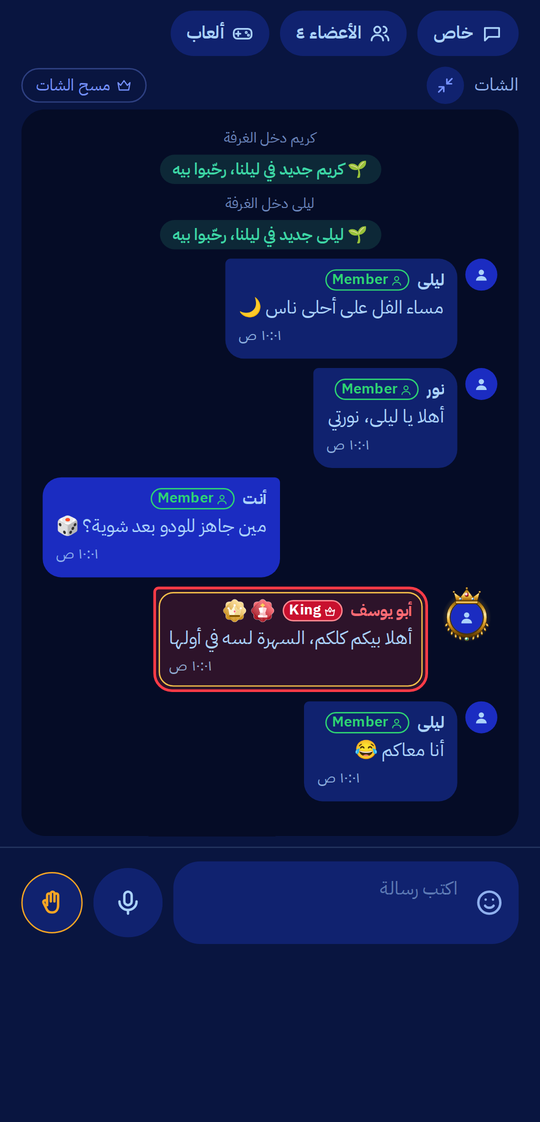 خاص
الأعضاء ٤
ألعاب
الشات
مسح الشات
كريم دخل الغرفة
🌱 كريم جديد في ليلنا، رحّبوا بيه
ليلى دخل الغرفة
🌱 ليلى جديد في ليلنا، رحّبوا بيه
ليلى Member
مساء الفل على أحلى ناس 🌙
١٠:٠١ ص
نور Member
أهلا يا ليلى، نورتي
١٠:٠١ ص
أنت Member
مين جاهز للودو بعد شوية؟ 🎲
١٠:٠١ ص
أبو يوسف King
أهلا بيكم كلكم، السهرة لسه في أولها
١٠:٠١ ص
ليلى Member
أنا معاكم 😂
١٠:٠١ ص
اكتب رسالة